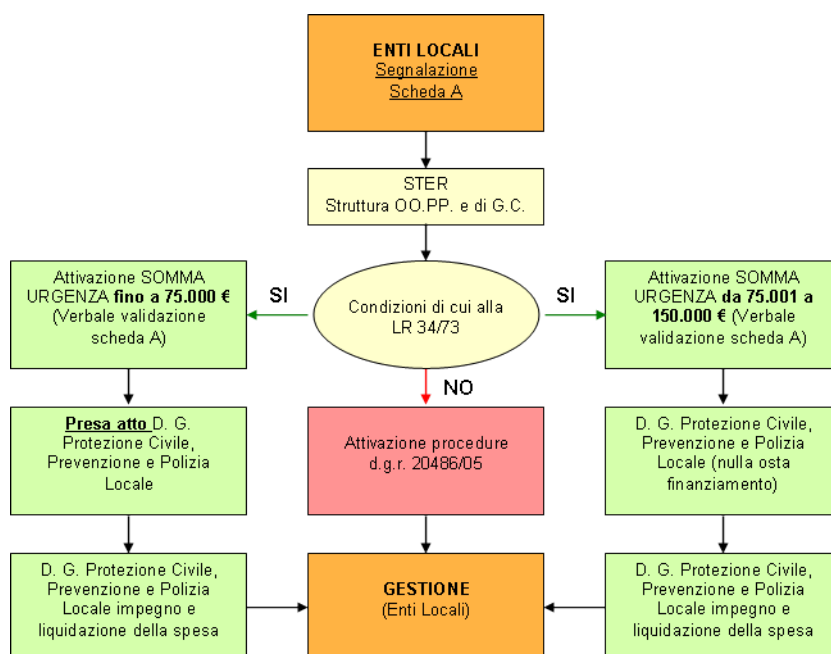 ENTI LOCALI
Segnalazione
Scheda A
STER
Struttura OO.PP. e di G.C.
Attivazione SOMMA
URGENZA fino a 75.000 €
(Verbale validazione
scheda A)
SI
Condizioni di cui alla
LR 34/73
SI
Attivazione SOMMA
URGENZA da 75.001 a
150.000 € (Verbale
validazione scheda A)
NO
Presa atto D. G.
Protezione Civile,
Prevenzione e Polizia
Locale
Attivazione procedure
d.g.r. 20486/05
D. G. Protezione Civile,
Prevenzione e Polizia
Locale (nulla osta
finanziamento)
D. G. Protezione Civile,
Prevenzione e Polizia
Locale impegno e
liquidazione della spesa
GESTIONE
(Enti Locali)
D. G. Protezione Civile,
Prevenzione e Polizia
Locale impegno e
liquidazione della spesa